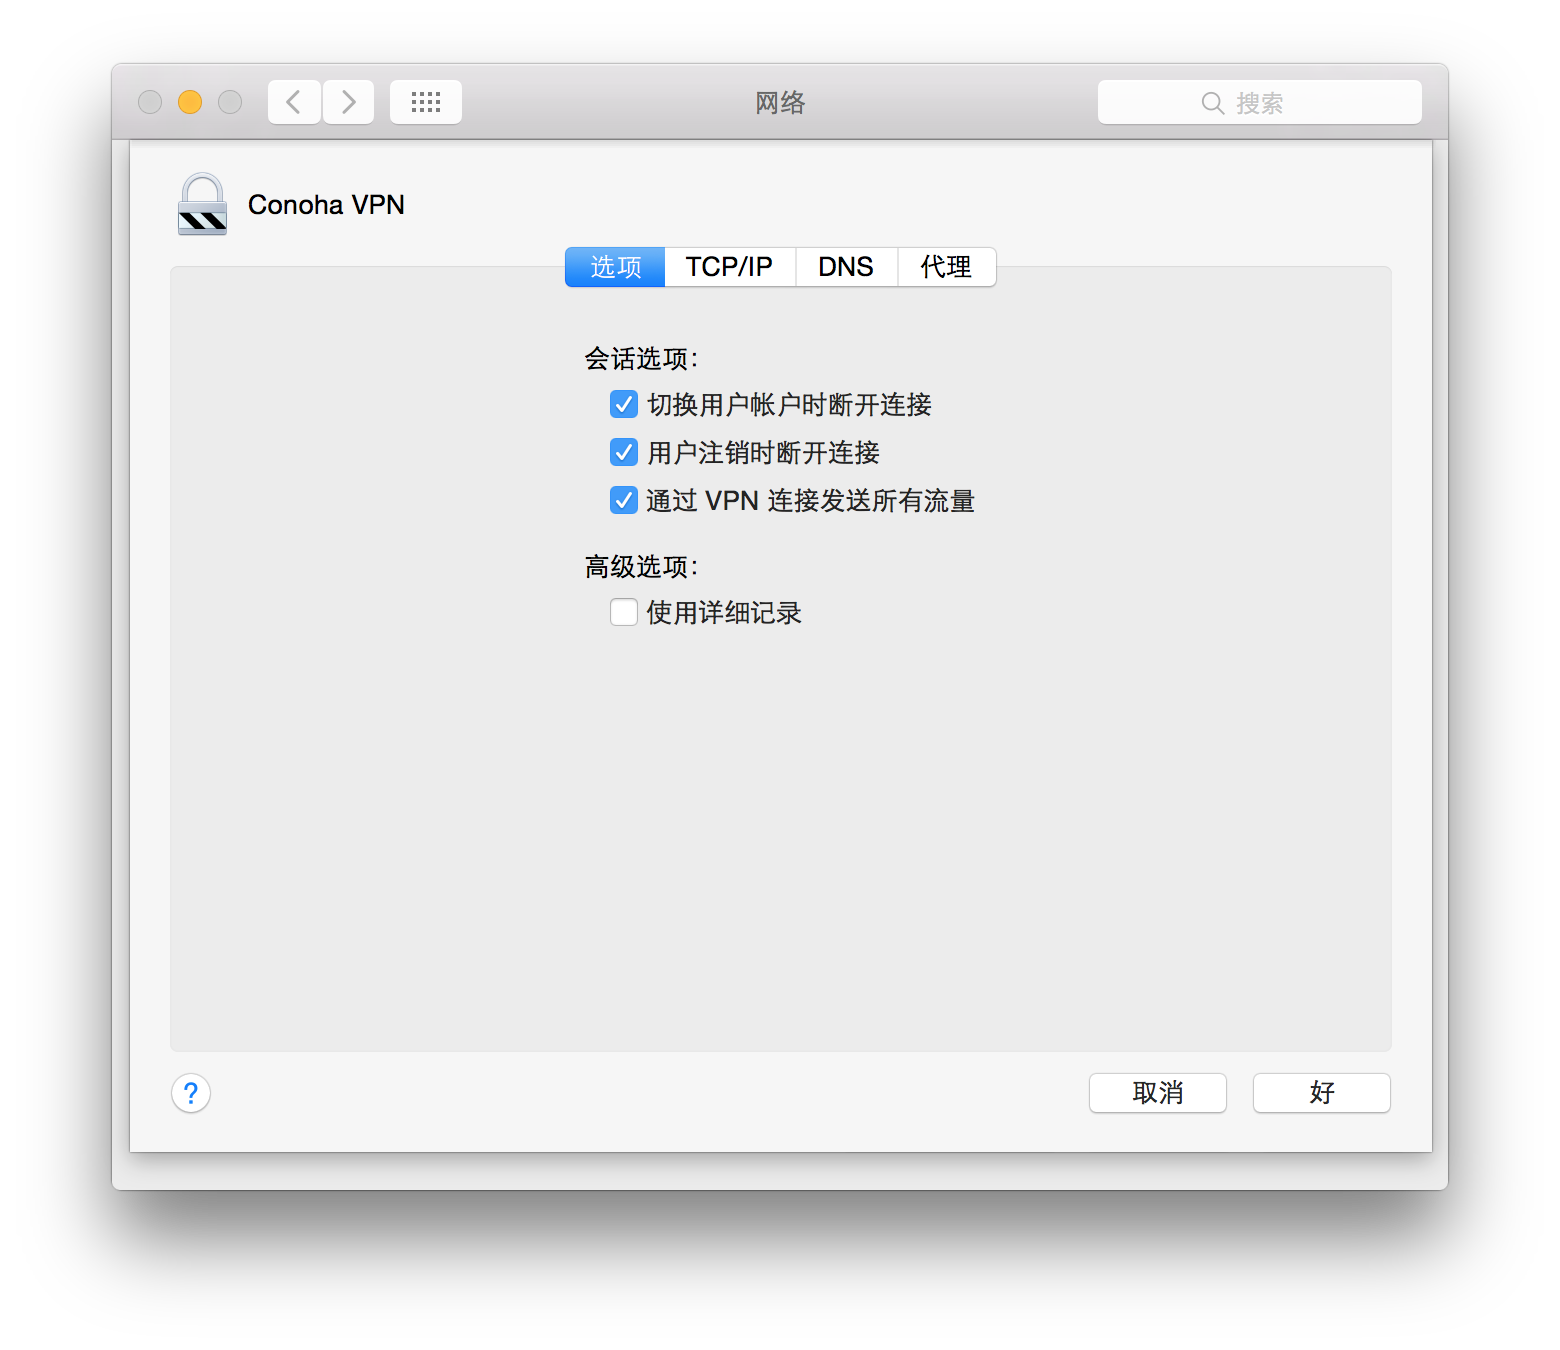 网络
搜索
Conoha VPN
选项
TCP/IP
DNS
代理
会话选项：
切换用户帐户时断开连接
用户注销时断开连接
通过 VPN 连接发送所有流量
高级选项：
使用详细记录
?
取消
好